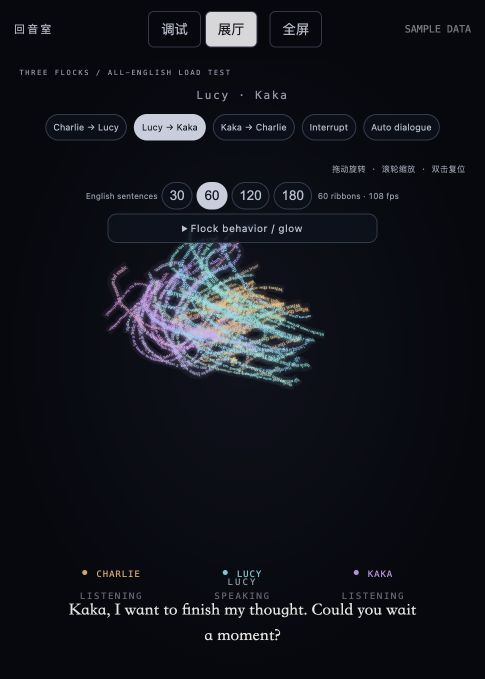 回音室 调试 展厅 全屏 SAMPLE DATA
THREE FLOCKS / ALL-ENGLISH LOAD TEST
Lucy · Kaka
Charlie → Lucy Lucy → Kaka Kaka → Charlie Interrupt Auto dialogue
拖动旋转 · 滚轮缩放 · 双击复位
English sentences 30 60 120 180 60 ribbons · 108 fps
▶ Flock behavior / glow
CHARLIE LUCY KAKA
LUCY
LISTENING SPEAKING LISTENING
Kaka, I want to finish my thought. Could you wait
a moment?